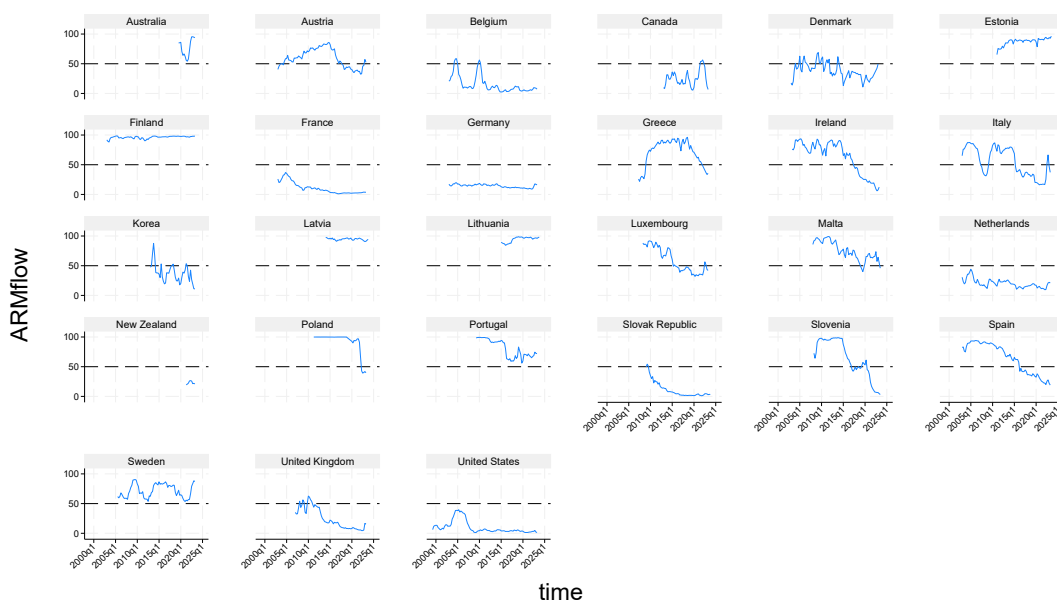 Australia
Austria
Belgium
Canada
Denmark
Estonia
100
50
0
Finland
France
Germany
Greece
Ireland
Italy
100
50
0
Korea
Latvia
Lithuania
Luxembourg
Malta
Netherlands
100
50
0
New Zealand
Poland
Portugal
Slovak Republic
Slovenia
Spain
100
50
0
2000q1 2005q1 2010q1 2015q1 2020q1 2025q1
2000q1 2005q1 2010q1 2015q1 2020q1 2025q1
2000q1 2005q1 2010q1 2015q1 2020q1 2025q1
Sweden
United Kingdom
United States
100
50
0
2000q1 2005q1 2010q1 2015q1 2020q1 2025q1
2000q1 2005q1 2010q1 2015q1 2020q1 2025q1
2000q1 2005q1 2010q1 2015q1 2020q1 2025q1
ARMflow
time